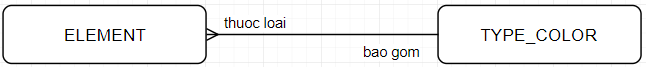 ELEMENT
thuoc loai
bao gom
TYPE_COLOR